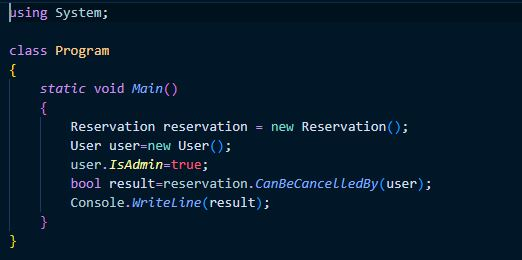 using System;
class Program
{
static void Main()
{
Reservation reservation = new Reservation();
User user=new User();
user.IsAdmin=true;
bool result=reservation.CanBeCancelledBy(user);
Console.WriteLine(result);
}
}